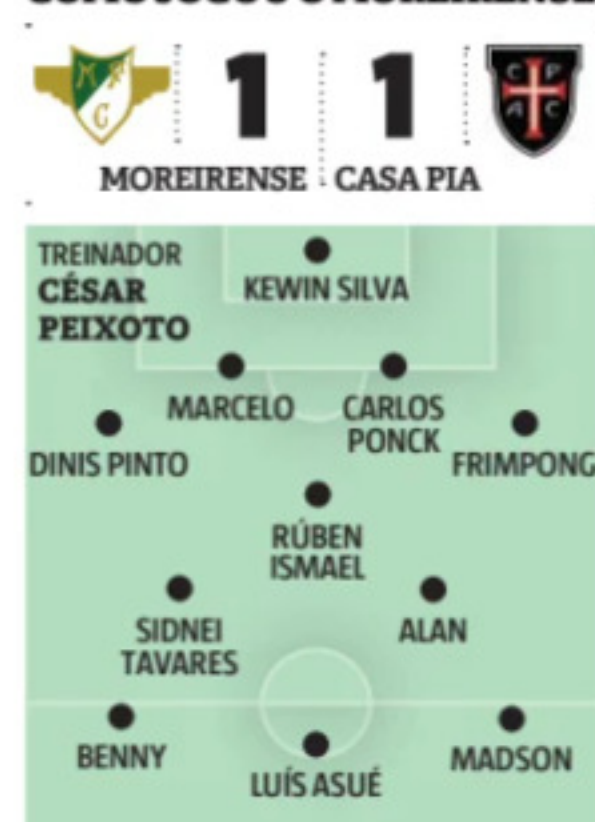 M F
C
1 1
C P
A C
MOREIRENSE CASA PIA
TREINADOR
CÉSAR
PEIXOTO
KEWIN SILVA
MARCELO
CARLOS
PONCK
DINIS PINTO
FRIMPONG
RÚBEN
ISMAEL
SIDNEI
TAVARES
ALAN
BENNY
LUÍS ASUÉ
MADSON